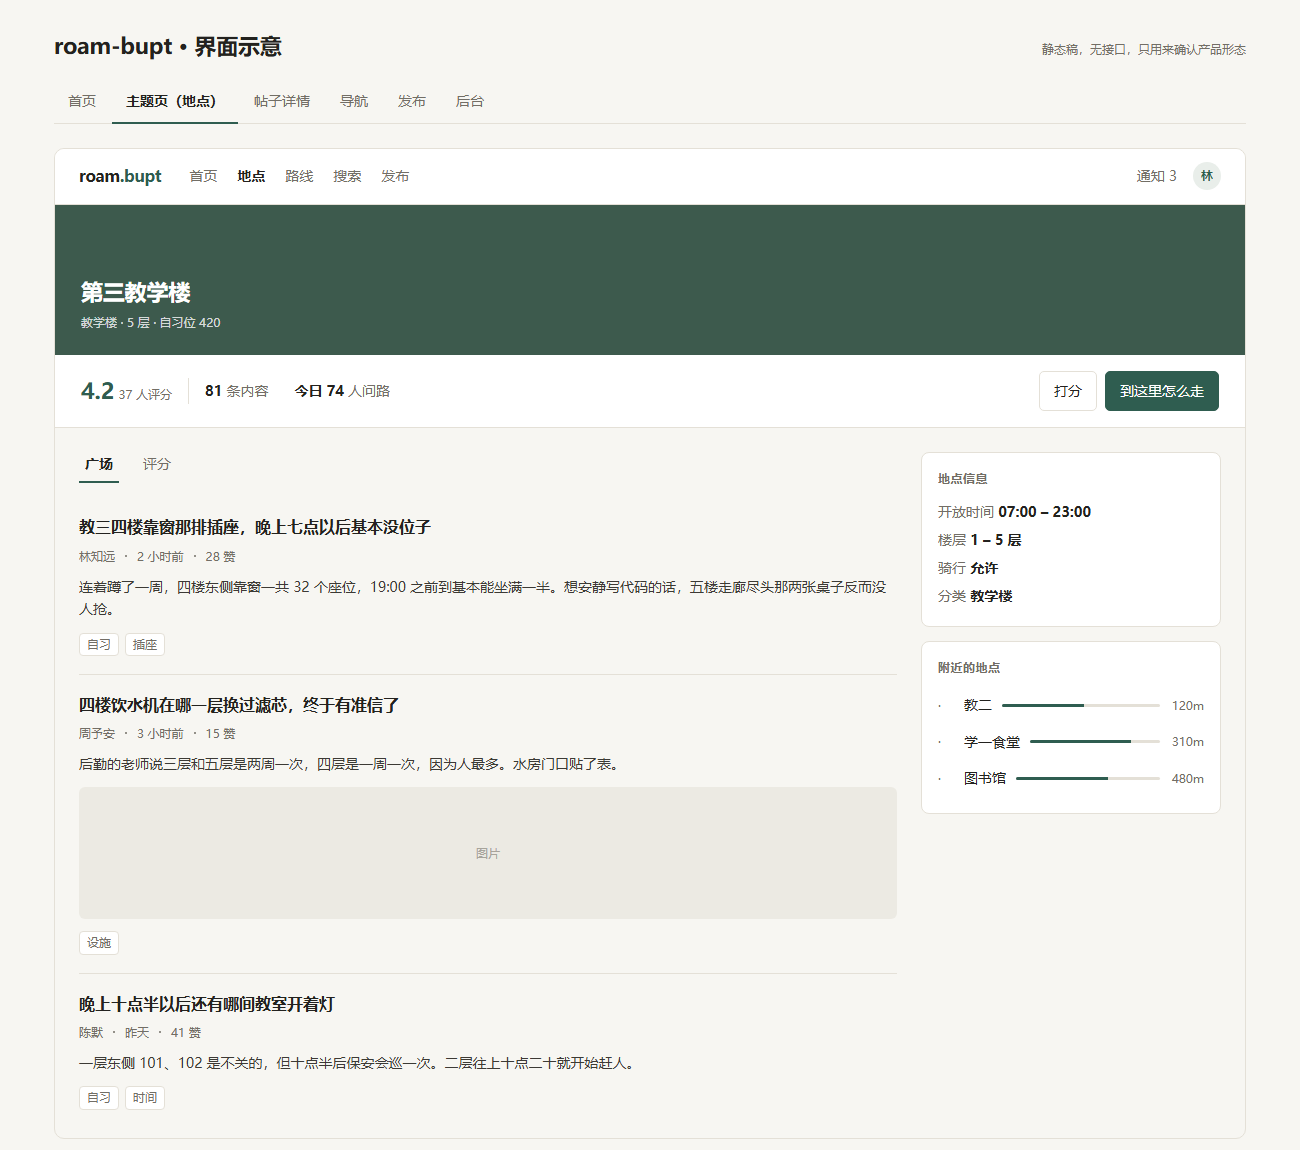 roam-bupt • 界面示意
静态稿，无接口，只用来确认产品形态
首页 主题页（地点） 帖子详情 导航 发布 后台
roam.bupt 首页 地点 路线 搜索 发布 通知 3 林
第三教学楼
教学楼 · 5 层 · 自习位 420
4.2 37 人评分 81 条内容 今日 74 人问路 打分 到这里怎么走
广场 评分
教三四楼靠窗那排插座，晚上七点以后基本没位子
林知远 · 2 小时前 · 28 赞
连着蹲了一周，四楼东侧靠窗一共 32 个座位，19:00 之前到基本能坐满一半。想安静写代码的话，五楼走廊尽头那两张桌子反而没
人抢。
自习 插座
四楼饮水机在哪一层换过滤芯，终于有准信了
周予安 · 3 小时前 · 15 赞
后勤的老师说三层和五层是两周一次，四层是一周一次，因为人最多。水房门口贴了表。
图片
设施
晚上十点半以后还有哪间教室开着灯
陈默 · 昨天 · 41 赞
一层东侧 101、102 是不关的，但十点半后保安会巡一次。二层往上十点二十就开始赶人。
自习 时间
地点信息
开放时间 07:00 – 23:00
楼层 1 – 5 层
骑行 允许
分类 教学楼
附近的地点
· 教二 120m
· 学一食堂 310m
· 图书馆 480m